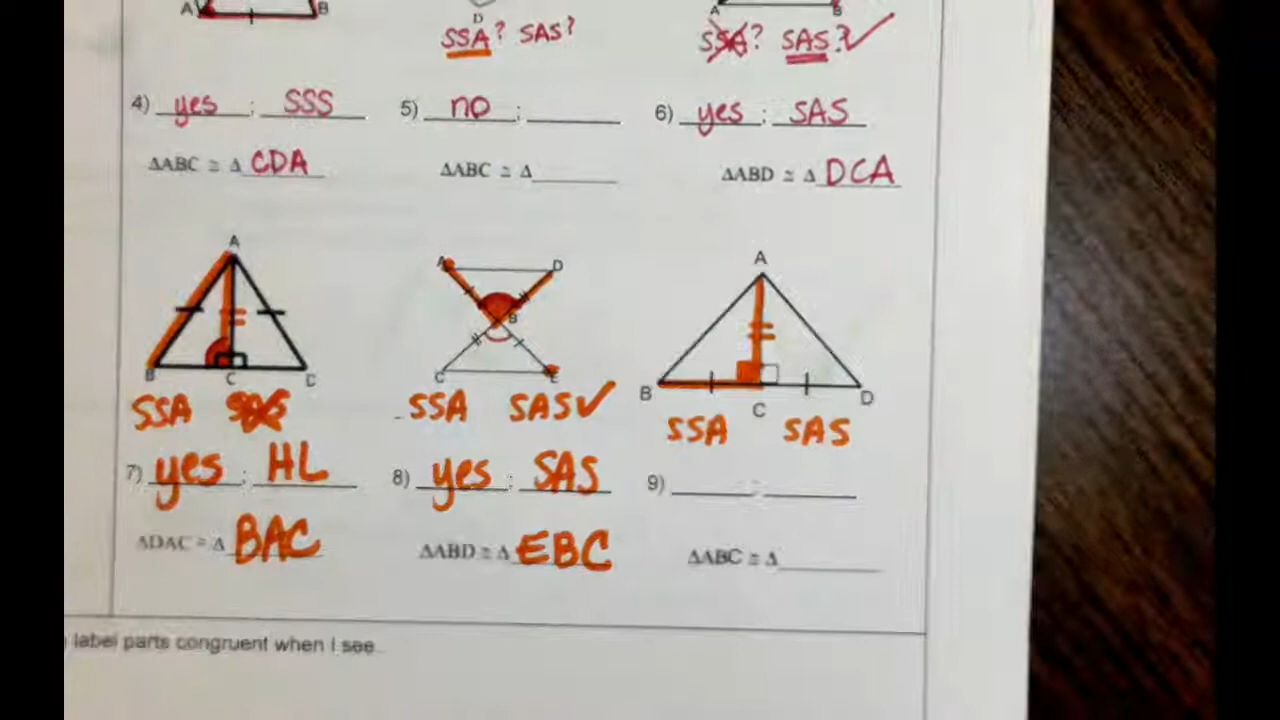 A B D A B
SSA? SAS? SSA? SAS?✓
4) yes : SSS 5) no : 6) yes : SAS
ΔABC ≅ Δ CDA ΔABC ≅ Δ ΔABD ≅ Δ DCA
A A D A
B
B C D C E B C D
SSA SAS SSA SAS✓ SSA SAS
7) yes : HL 8) yes : SAS 9) :
ΔDAC ≅ Δ BAC ΔABD ≅ Δ EBC ΔABC ≅ Δ
label parts congruent when I see